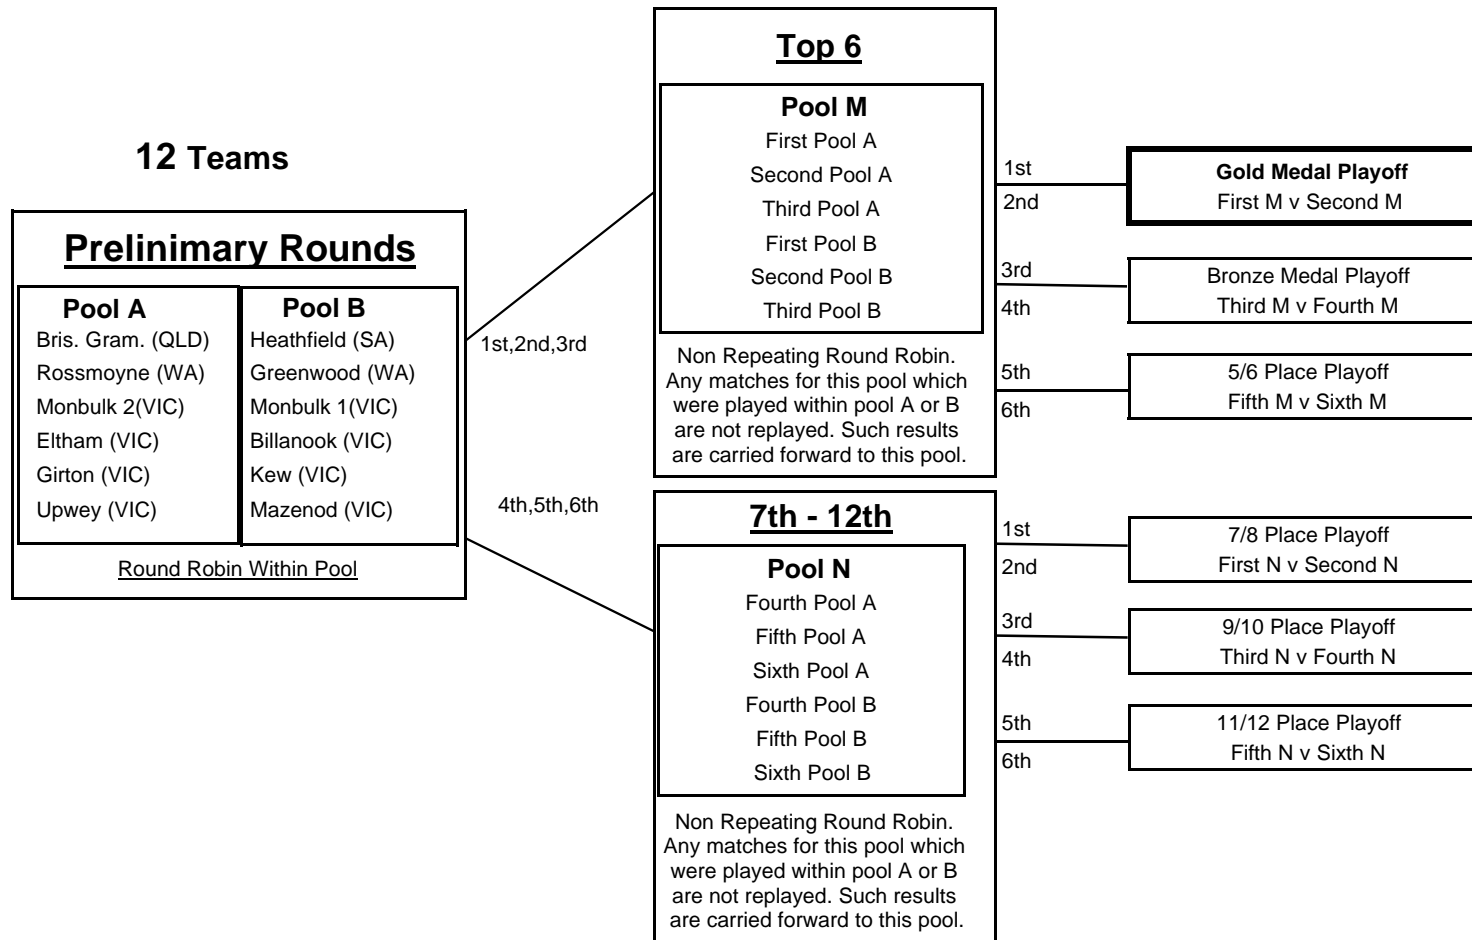 12 Teams
Prelinimary Rounds
Pool A
Bris. Gram. (QLD)
Rossmoyne (WA)
Monbulk 2(VIC)
Eltham (VIC)
Girton (VIC)
Upwey (VIC)
Pool B
Heathfield (SA)
Greenwood (WA)
Monbulk 1(VIC)
Billanook (VIC)
Kew (VIC)
Mazenod (VIC)
Round Robin Within Pool
1st,2nd,3rd
4th,5th,6th
Top 6
Pool M
First Pool A
Second Pool A
Third Pool A
First Pool B
Second Pool B
Third Pool B
Non Repeating Round Robin.
Any matches for this pool which
were played within pool A or B
are not replayed. Such results
are carried forward to this pool.
1st
2nd
Gold Medal Playoff
First M v Second M
3rd
4th
Bronze Medal Playoff
Third M v Fourth M
5th
6th
5/6 Place Playoff
Fifth M v Sixth M
7th - 12th
Pool N
Fourth Pool A
Fifth Pool A
Sixth Pool A
Fourth Pool B
Fifth Pool B
Sixth Pool B
Non Repeating Round Robin.
Any matches for this pool which
were played within pool A or B
are not replayed. Such results
are carried forward to this pool.
1st
2nd
7/8 Place Playoff
First N v Second N
3rd
4th
9/10 Place Playoff
Third N v Fourth N
5th
6th
11/12 Place Playoff
Fifth N v Sixth N